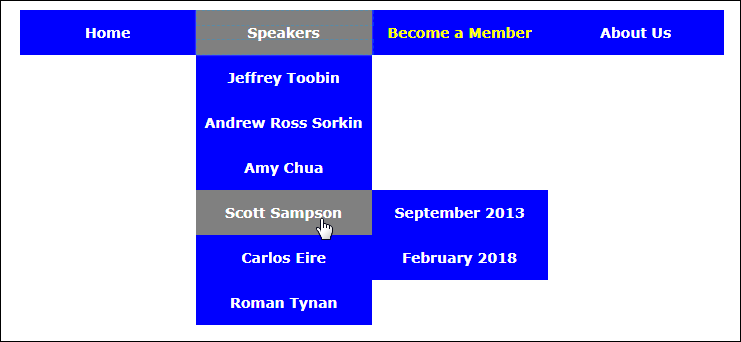 Home
Speakers
Become a Member
About Us
Jeffrey Toobin
Andrew Ross Sorkin
Amy Chua
Scott Sampson
September 2013
Carlos Eire
February 2018
Roman Tynan